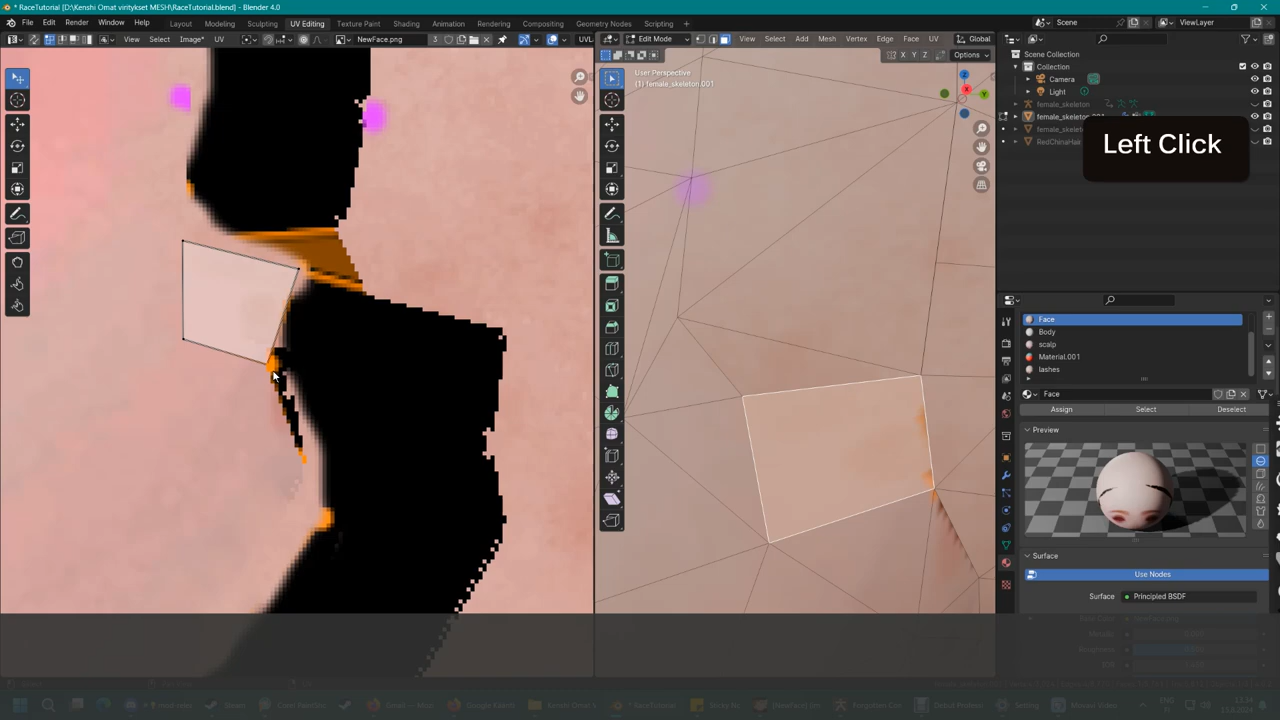 * RaceTutorial [D:\Kenshi Omat viritykset MESH\RaceTutorial.blend] - Blender 4.0
File Edit Render Window Help Layout Modeling Sculpting UV Editing Texture Paint Shading Animation Rendering Compositing Geometry Nodes Scripting Scene ViewLayer
View Select Image* UV NewFace.png 3 Edit Mode View Select Add Mesh Vertex Edge Face UV Global
X Y Z Options
User Perspective
(1) female_skeleton.001
Scene Collection
Collection
Camera
Light
female_skeleton
RedChinaHair
Left Click
Face
Body
scalp
Material.001
lashes
Face
Assign Select Deselect
Preview
Surface
Use Nodes
Surface Principled BSDF